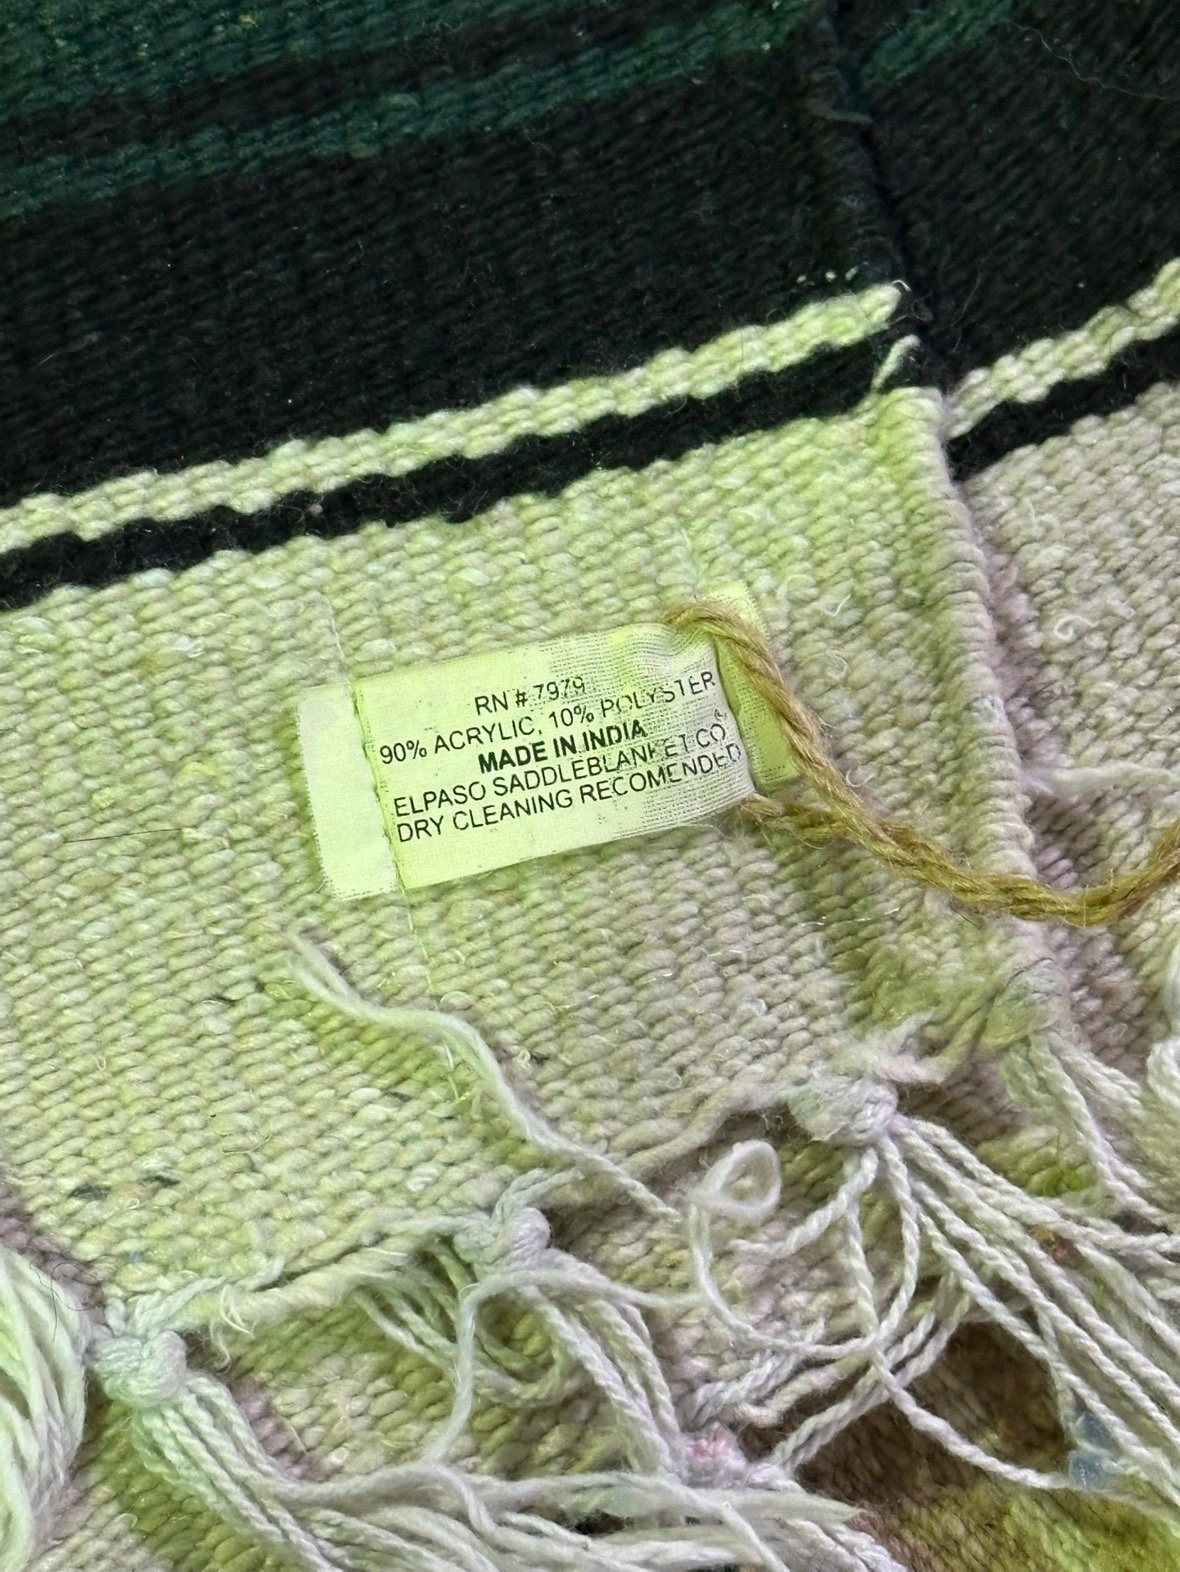 RN # 7979
90% ACRYLIC, 10% POLYSTER
MADE IN INDIA
ELPASO SADDLEBLANKET CO.
DRY CLEANING RECOMENDED